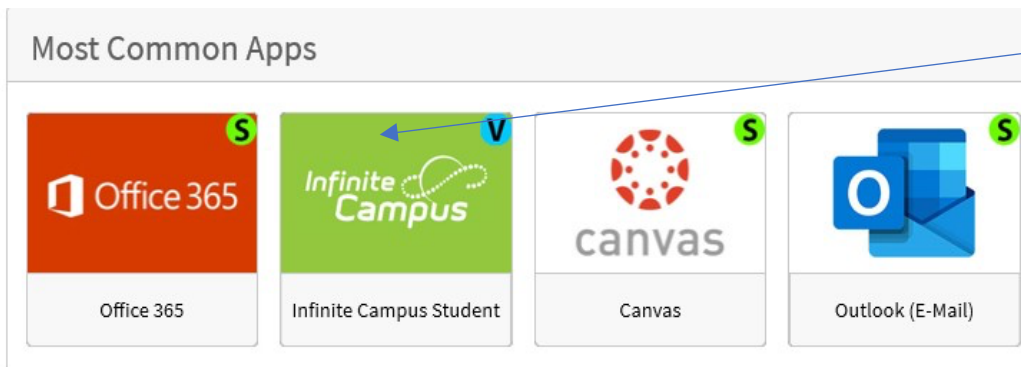 Most Common Apps
S
Office 365
V
Infinite
Campus
S
canvas
S
O
Office 365
Infinite Campus Student
Canvas
Outlook (E-Mail)